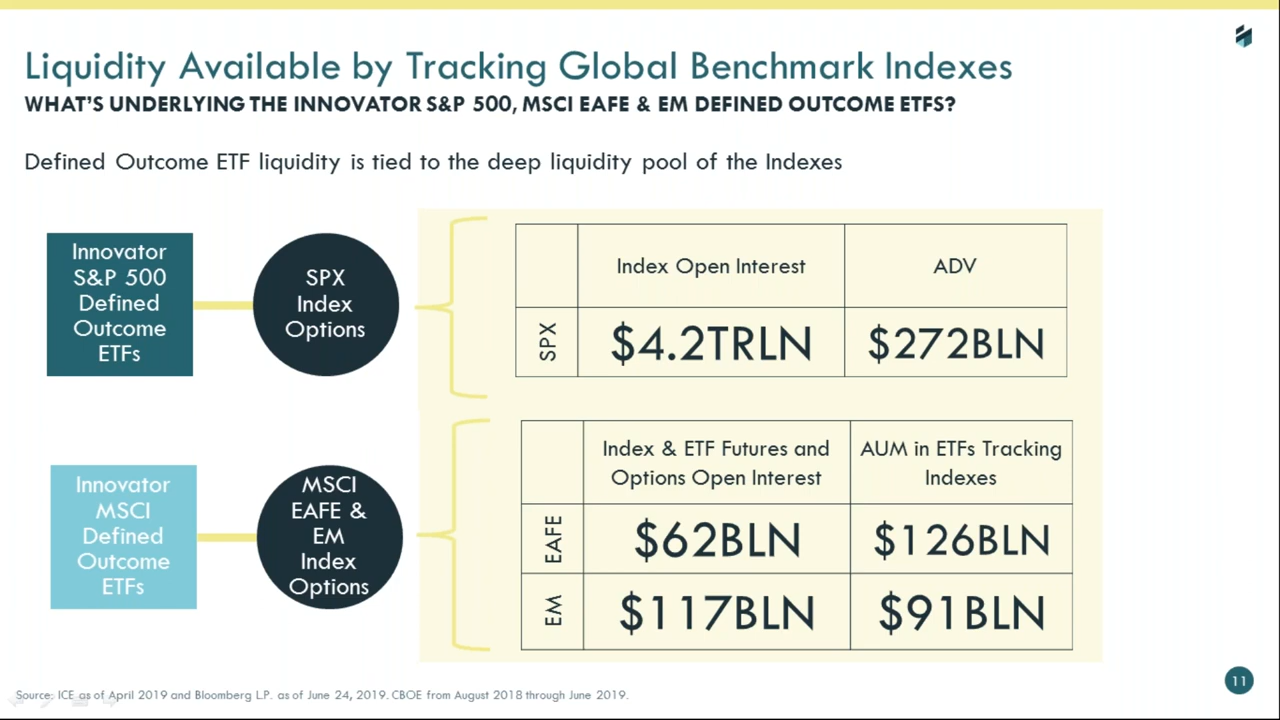 Liquidity Available by Tracking Global Benchmark Indexes
WHAT'S UNDERLYING THE INNOVATOR S&P 500, MSCI EAFE & EM DEFINED OUTCOME ETFS?
Defined Outcome ETF liquidity is tied to the deep liquidity pool of the Indexes
Innovator
S&P 500
Defined
Outcome
ETFs
SPX
Index
Options
Index Open Interest
ADV
SPX
$4.2TRLN
$272BLN
Innovator
MSCI
Defined
Outcome
ETFs
MSCI
EAFE &
EM
Index
Options
Index & ETF Futures and
Options Open Interest
AUM in ETFs Tracking
Indexes
EAFE
$62BLN
$126BLN
EM
$117BLN
$91BLN
Source: ICE as of April 2019 and Bloomberg L.P. as of June 24, 2019. CBOE from August 2018 through June 2019.
11